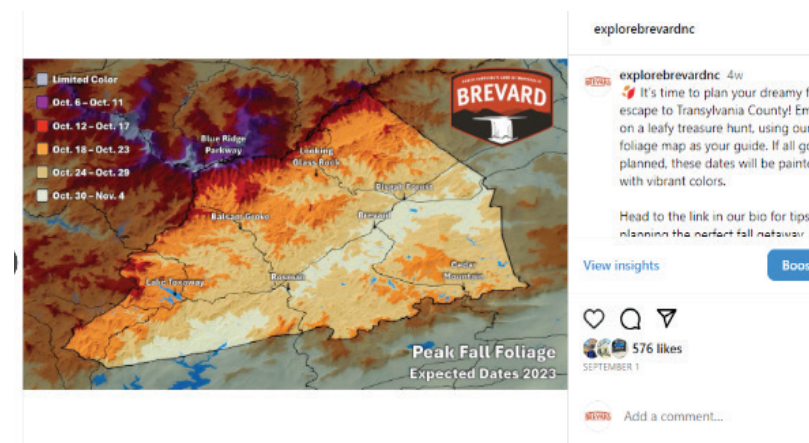 Limited Color
Oct. 6 – Oct. 11
Oct. 12 – Oct. 17
Oct. 18 – Oct. 23
Oct. 24 – Oct. 29
Oct. 30 – Nov. 4
BREVARD
Blue Ridge
Parkway
Looking
Glass Rock
Pisgah Forest
Balsam Grove
Brevard
Cedar
Mountain
Lake Toxaway
Rosman
Peak Fall Foliage
Expected Dates 2023
explorebrevardnc
explorebrevardnc 4w
It's time to plan your dreamy f
escape to Transylvania County! Em
on a leafy treasure hunt, using our
foliage map as your guide. If all go
planned, these dates will be painte
with vibrant colors.
Head to the link in our bio for tips
planning the perfect fall getaway
View insights
Boos
576 likes
SEPTEMBER 1
Add a comment...